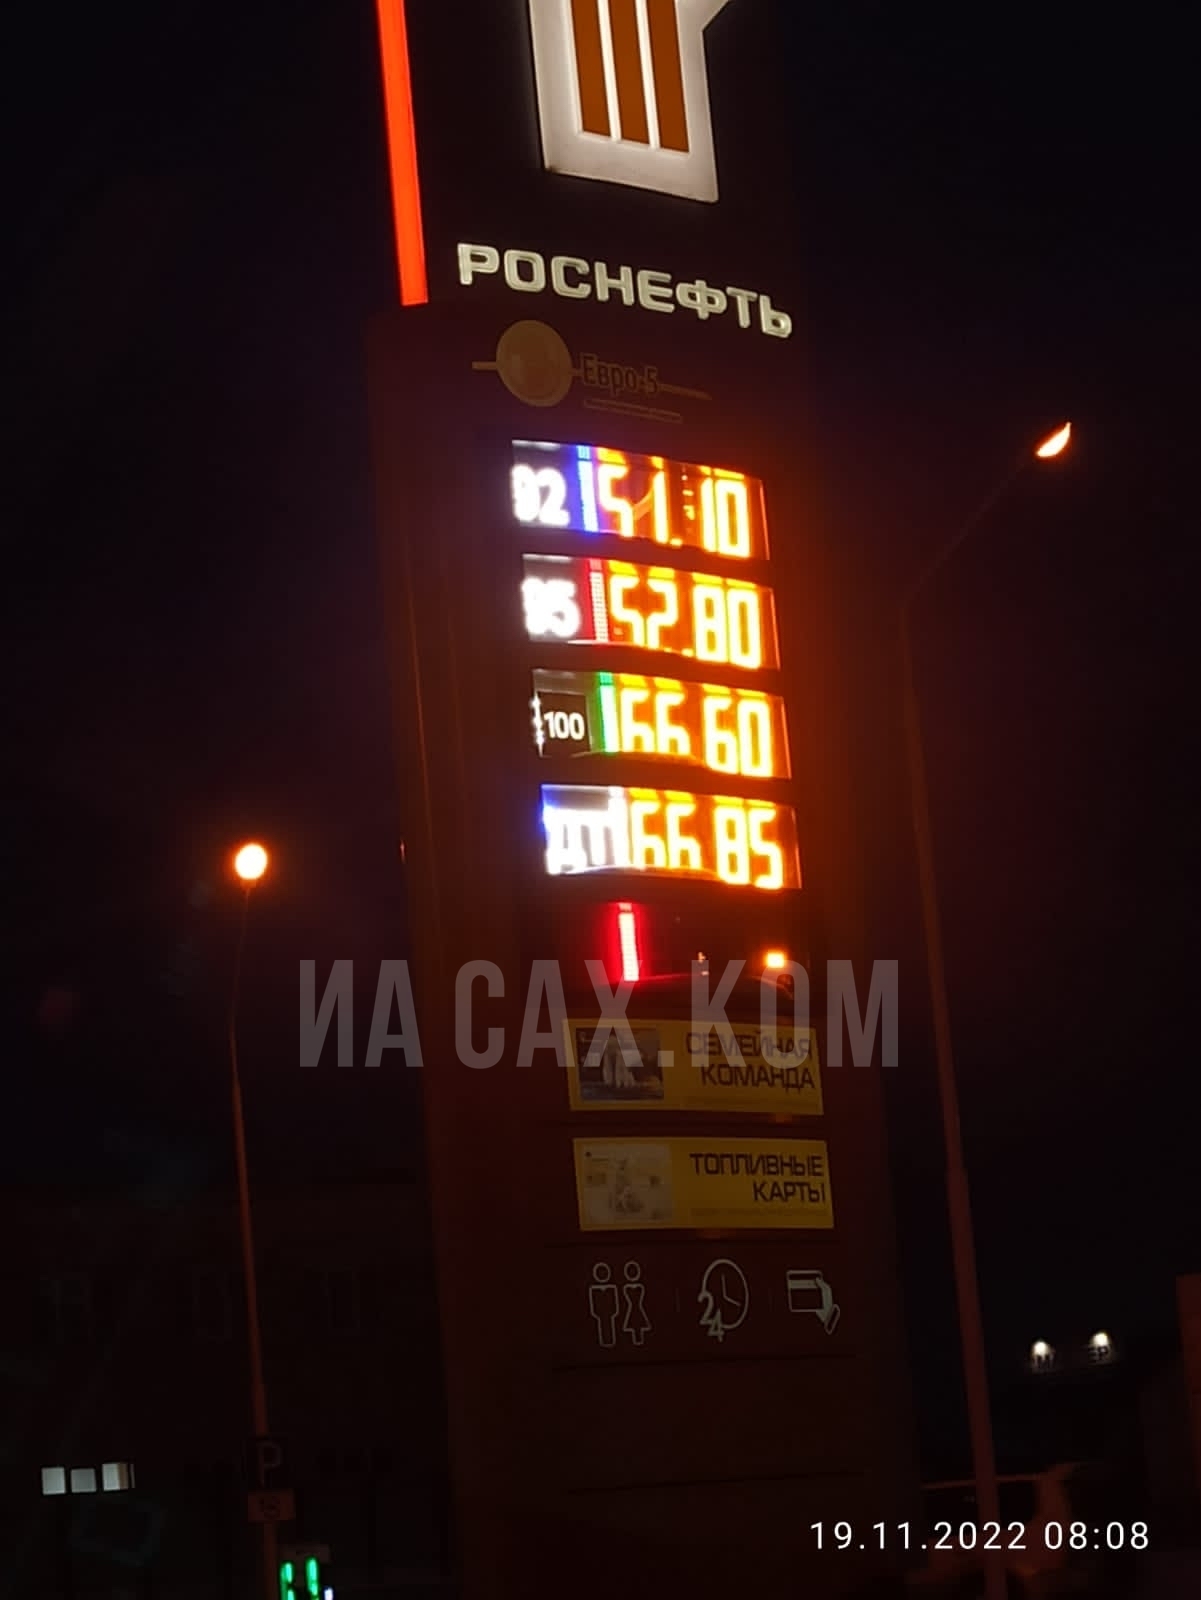 РОСНЕФТЬ
Евро-5
92 51.10
95 52.80
100 66.60
ДТ 66.85
ИА САХ.КОМ
СЕМЕЙНАЯ
КОМАНДА
ТОПЛИВНЫЕ
КАРТЫ
24
P
19.11.2022 08:08